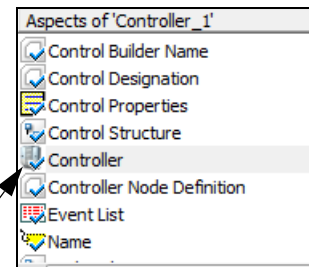 Aspects of 'Controller_1'
Control Builder Name
Control Designation
Control Properties
Control Structure
Controller
Controller Node Definition
Event List
Name